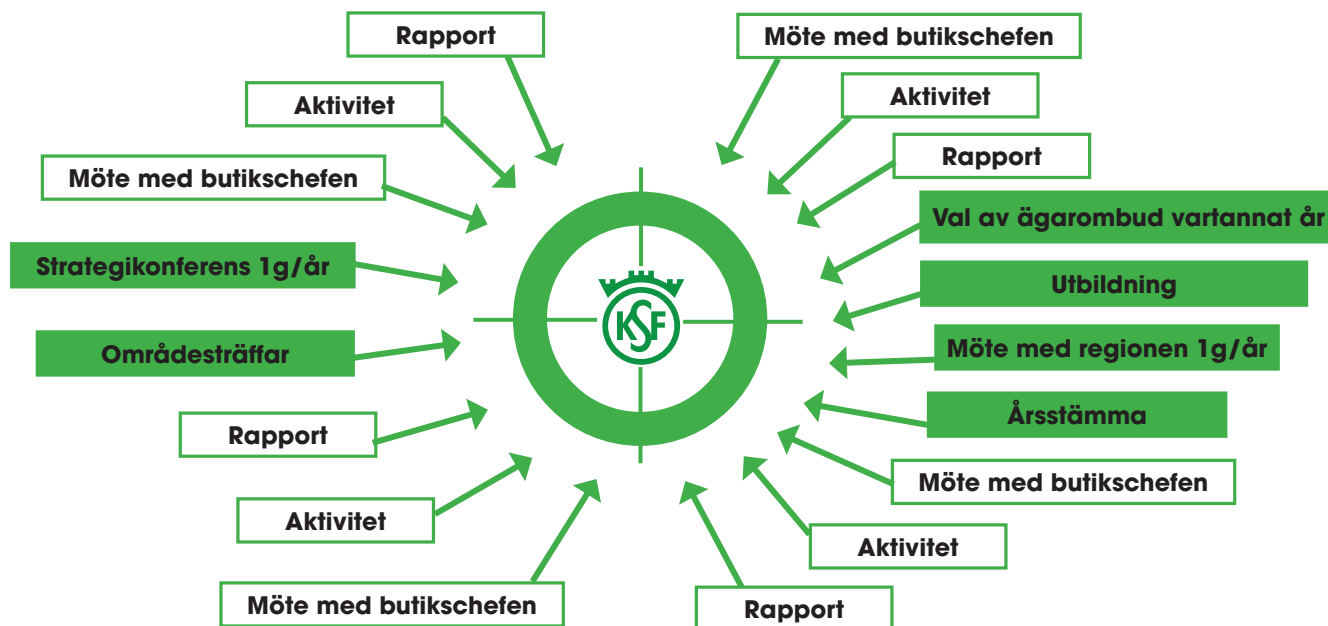 Rapport
Möte med butikschefen
Aktivitet
Aktivitet
Möte med butikschefen
Rapport
Val av ägarombud vartannat år
Strategikonferens 1g/år
Utbildning
KSF
Områdesträffar
Möte med regionen 1g/år
Rapport
Årsstämma
Möte med butikschefen
Aktivitet
Aktivitet
Möte med butikschefen
Rapport